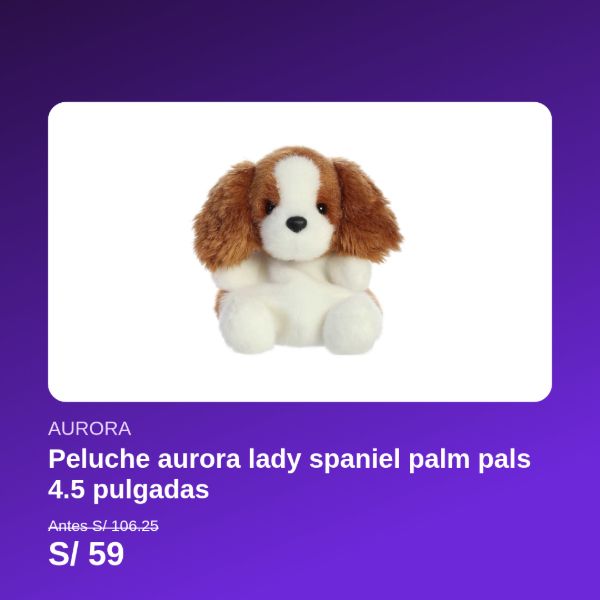 AURORA
Peluche aurora lady spaniel palm pals
4.5 pulgadas
Antes S/ 106.25
S/ 59